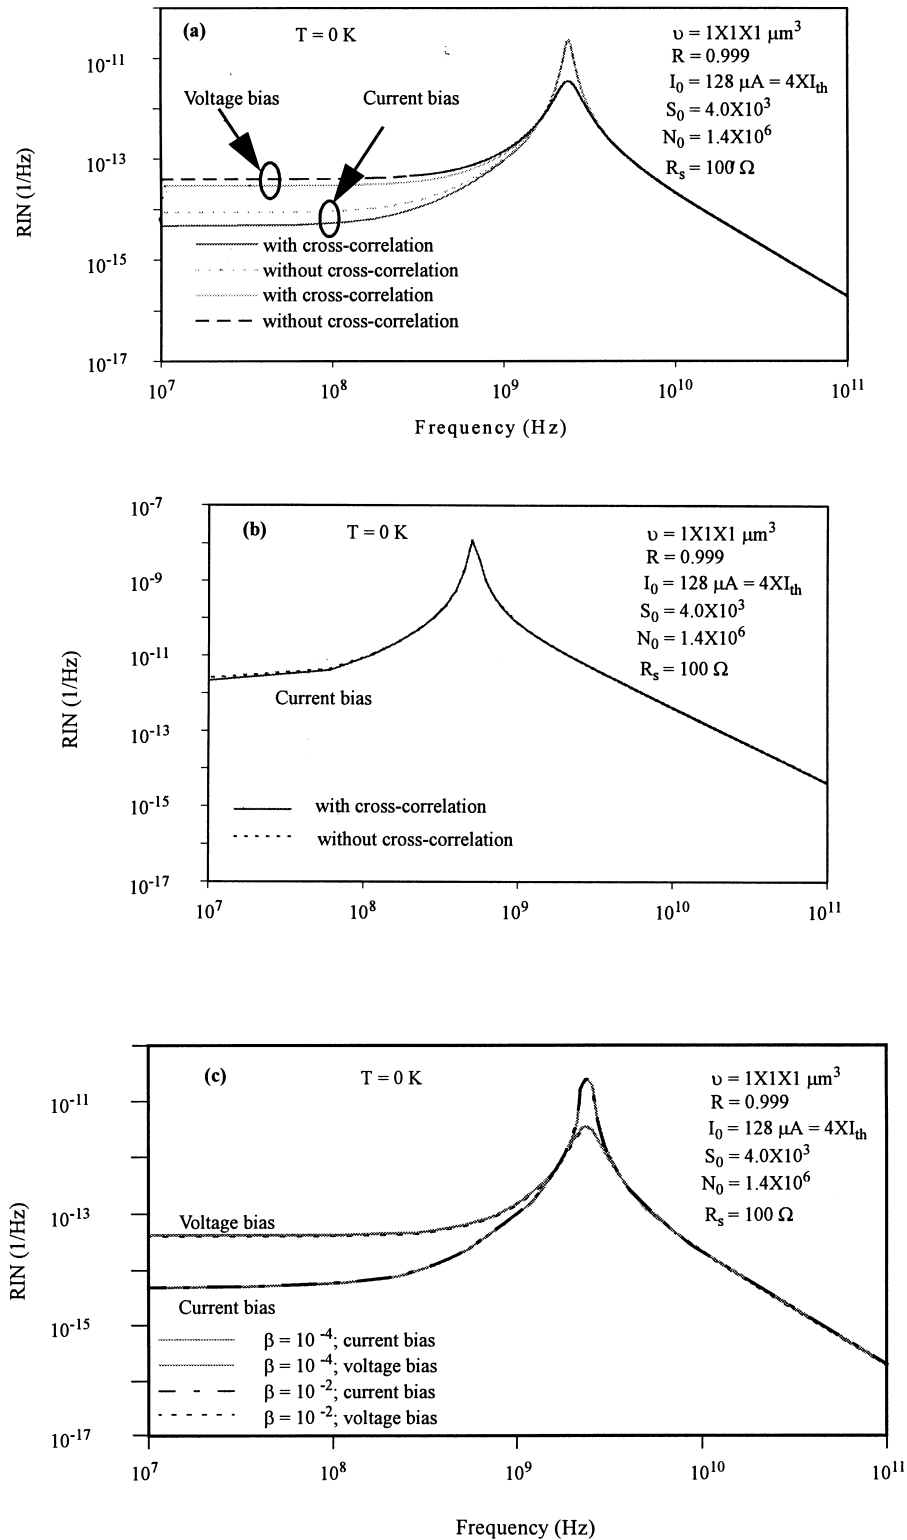 (a)
T = 0 K
υ = 1X1X1 μm³
R = 0.999
I₀ = 128 μA = 4XIₜₕ
S₀ = 4.0X10³
N₀ = 1.4X10⁶
Rₛ = 100 Ω
Voltage bias
Current bias
10⁻¹¹
10⁻¹³
10⁻¹⁵
10⁻¹⁷
RIN (1/Hz)
with cross-correlation
without cross-correlation
with cross-correlation
without cross-correlation
10⁷ 10⁸ 10⁹ 10¹⁰ 10¹¹
Frequency (Hz)
(b)
T = 0 K
υ = 1X1X1 μm³
R = 0.999
I₀ = 128 μA = 4XIₜₕ
S₀ = 4.0X10³
N₀ = 1.4X10⁶
Rₛ = 100 Ω
10⁻⁷
10⁻⁹
10⁻¹¹
10⁻¹³
10⁻¹⁵
10⁻¹⁷
RIN (1/Hz)
Current bias
with cross-correlation
without cross-correlation
10⁷ 10⁸ 10⁹ 10¹⁰ 10¹¹
(c)
T = 0 K
υ = 1X1X1 μm³
R = 0.999
I₀ = 128 μA = 4XIₜₕ
S₀ = 4.0X10³
N₀ = 1.4X10⁶
Rₛ = 100 Ω
10⁻¹¹
10⁻¹³
10⁻¹⁵
10⁻¹⁷
RIN (1/Hz)
Voltage bias
Current bias
β = 10 ⁻⁴; current bias
β = 10 ⁻⁴; voltage bias
β = 10 ⁻²; current bias
β = 10 ⁻²; voltage bias
10⁷ 10⁸ 10⁹ 10¹⁰ 10¹¹
Frequency (Hz)